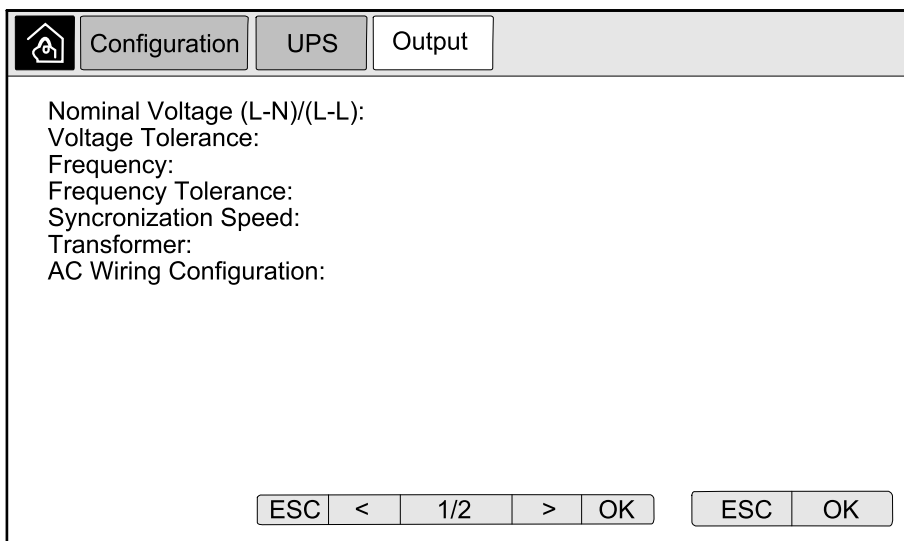 Configuration UPS Output
Nominal Voltage (L-N)/(L-L):
Voltage Tolerance:
Frequency:
Frequency Tolerance:
Syncronization Speed:
Transformer:
AC Wiring Configuration:
ESC < 1/2 > OK ESC OK